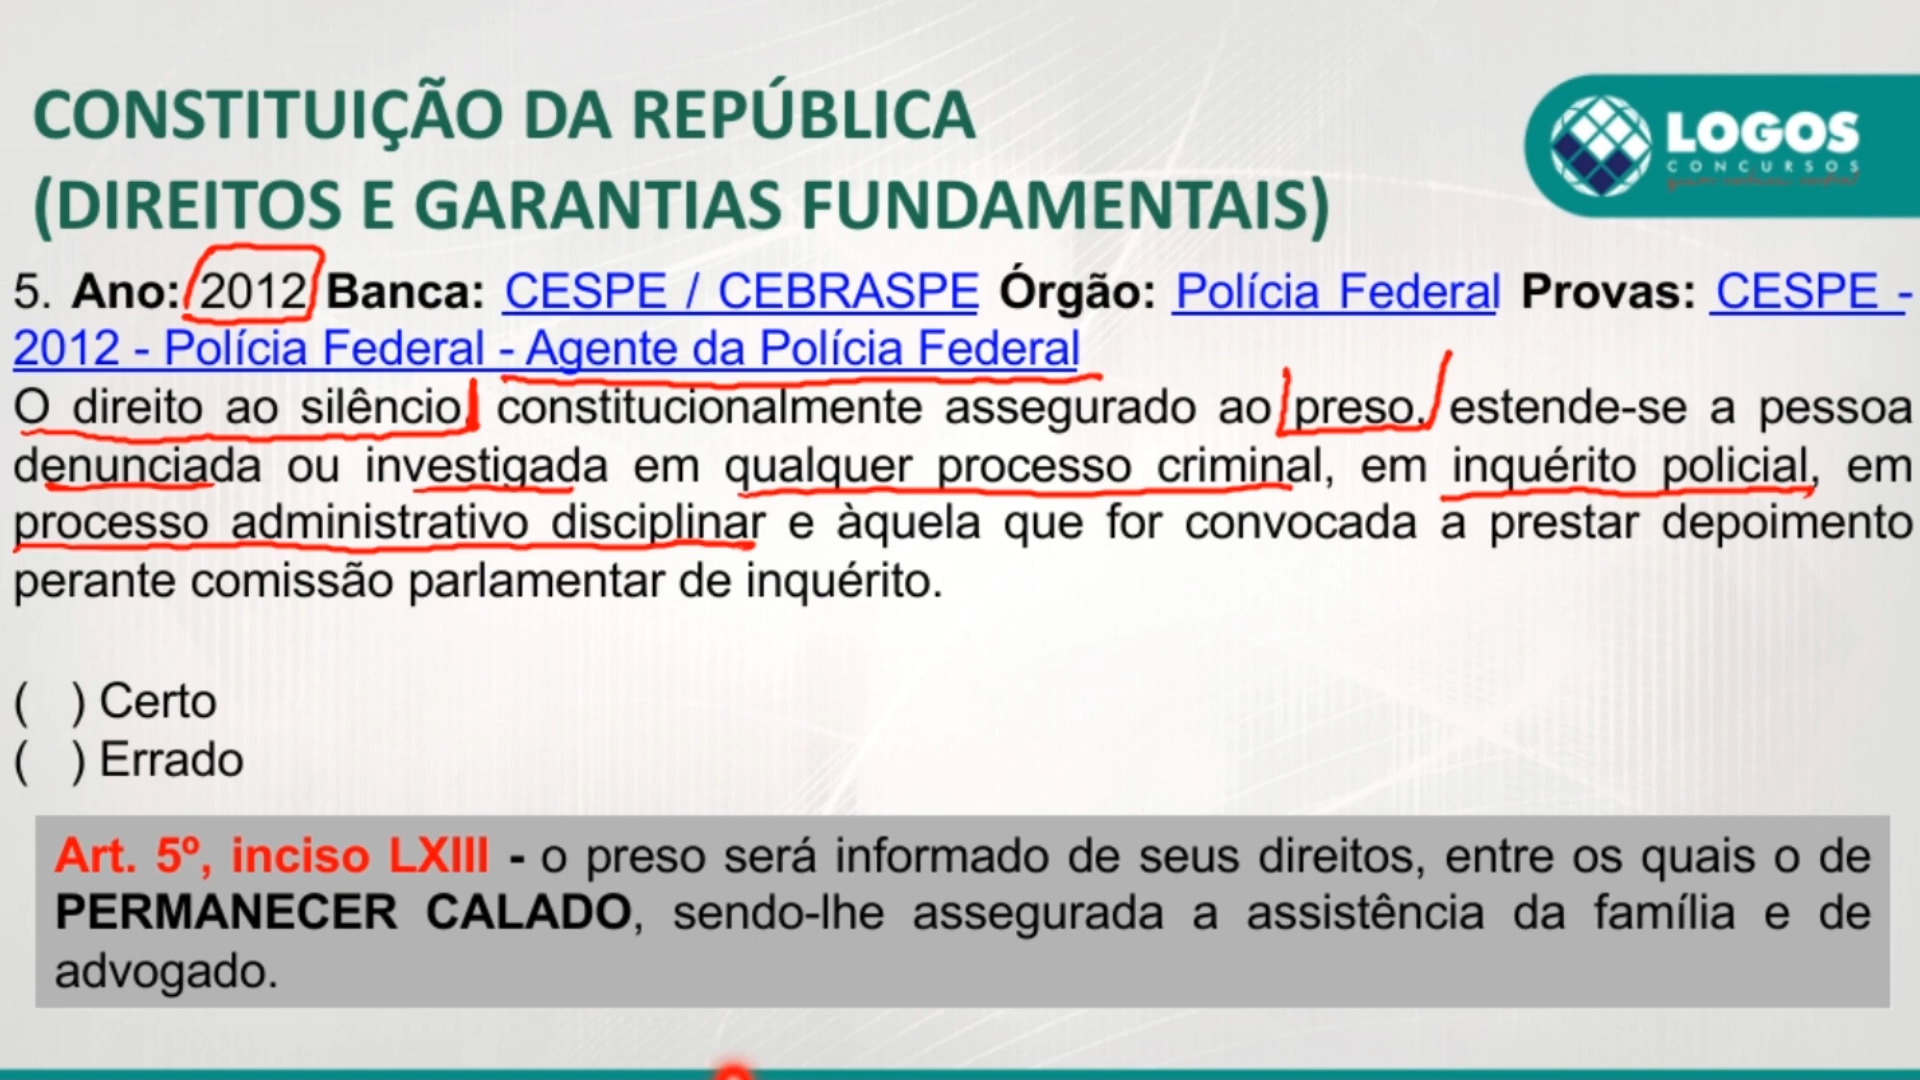 CONSTITUIÇÃO DA REPÚBLICA
(DIREITOS E GARANTIAS FUNDAMENTAIS)
LOGOS
CONCURSOS
5. Ano: 2012 Banca: CESPE / CEBRASPE Órgão: Polícia Federal Provas: CESPE -
2012 - Polícia Federal - Agente da Polícia Federal
O direito ao silêncio, constitucionalmente assegurado ao preso, estende-se a pessoa
denunciada ou investigada em qualquer processo criminal, em inquérito policial, em
processo administrativo disciplinar e àquela que for convocada a prestar depoimento
perante comissão parlamentar de inquérito.
( ) Certo
( ) Errado
Art. 5º, inciso LXIII - o preso será informado de seus direitos, entre os quais o de
PERMANECER CALADO, sendo-lhe assegurada a assistência da família e de
advogado.